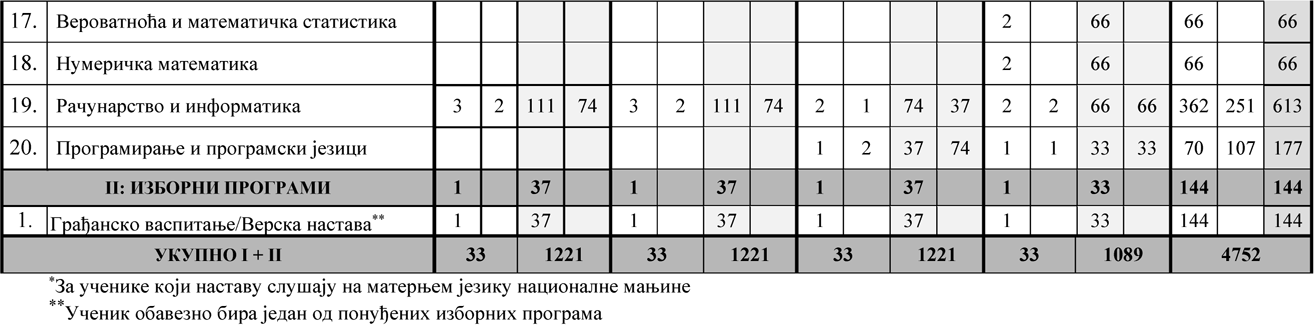 17. Вероватноћа и математичка статистика 2 66 66 66
18. Нумеричка математика 2 66 66 66
19. Рачунарство и информатика 3 2 111 74 3 2 111 74 2 1 74 37 2 2 66 66 362 251 613
20. Програмирање и програмски језици 1 2 37 74 1 1 33 33 70 107 177
II: ИЗБОРНИ ПРОГРАМИ 1 37 1 37 1 37 1 33 144 144
1. Грађанско васпитање/Верска настава** 1 37 1 37 1 37 1 33 144 144
УКУПНО I + II 33 1221 33 1221 33 1221 33 1089 4752
*За ученике који наставу слушају на матерњем језику националне мањине
**Ученик обавезно бира један од понуђених изборних програма